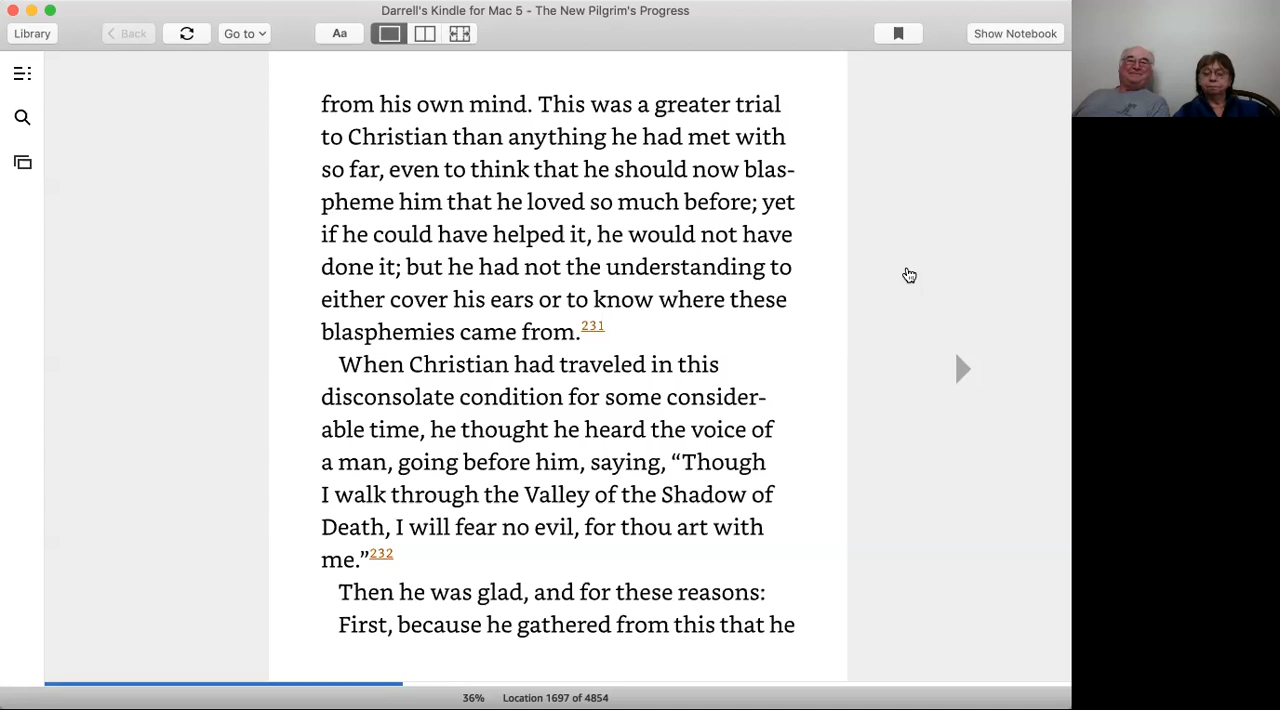 Darrell's Kindle for Mac 5 - The New Pilgrim's Progress
Library
Back
Go to
Aa
Show Notebook
from his own mind. This was a greater trial
to Christian than anything he had met with
so far, even to think that he should now blas-
pheme him that he loved so much before; yet
if he could have helped it, he would not have
done it; but he had not the understanding to
either cover his ears or to know where these
blasphemies came from.231
When Christian had traveled in this
disconsolate condition for some consider-
able time, he thought he heard the voice of
a man, going before him, saying, “Though
I walk through the Valley of the Shadow of
Death, I will fear no evil, for thou art with
me.”232
Then he was glad, and for these reasons:
First, because he gathered from this that he
36% Location 1697 of 4854